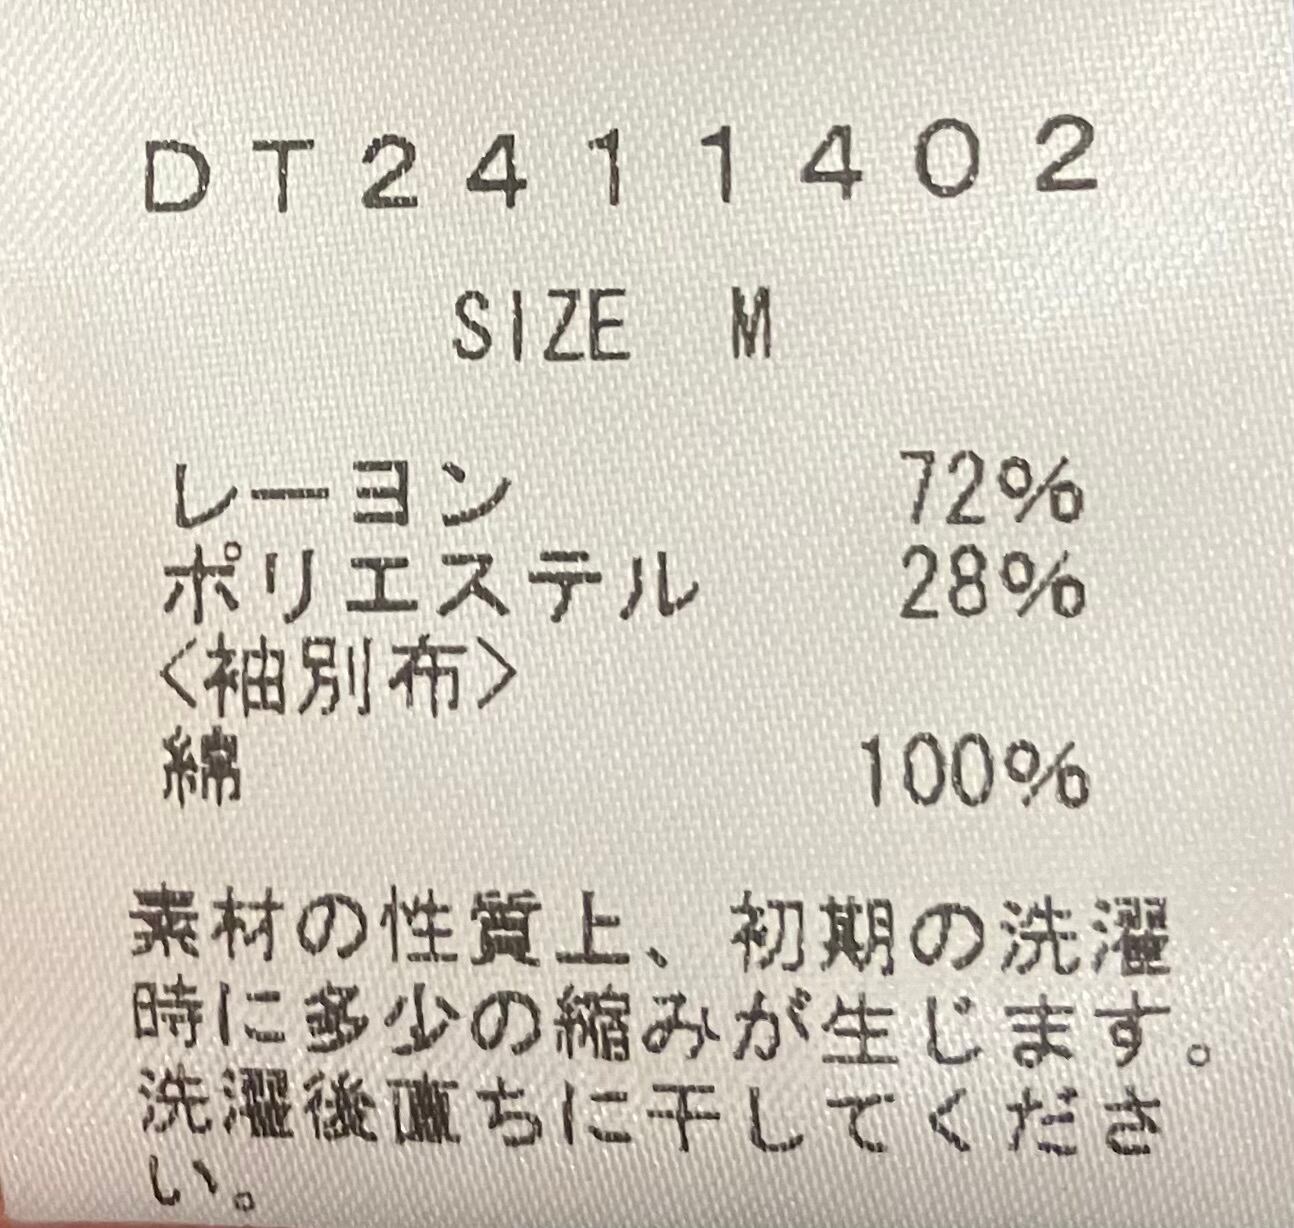 DT2411402
SIZE M
レーヨン 72%
ポリエステル 28%
<袖別布>
綿 100%
素材の性質上、初期の洗濯
時に多少の縮みが生じます。
洗濯後直ちに干してくださ
い。